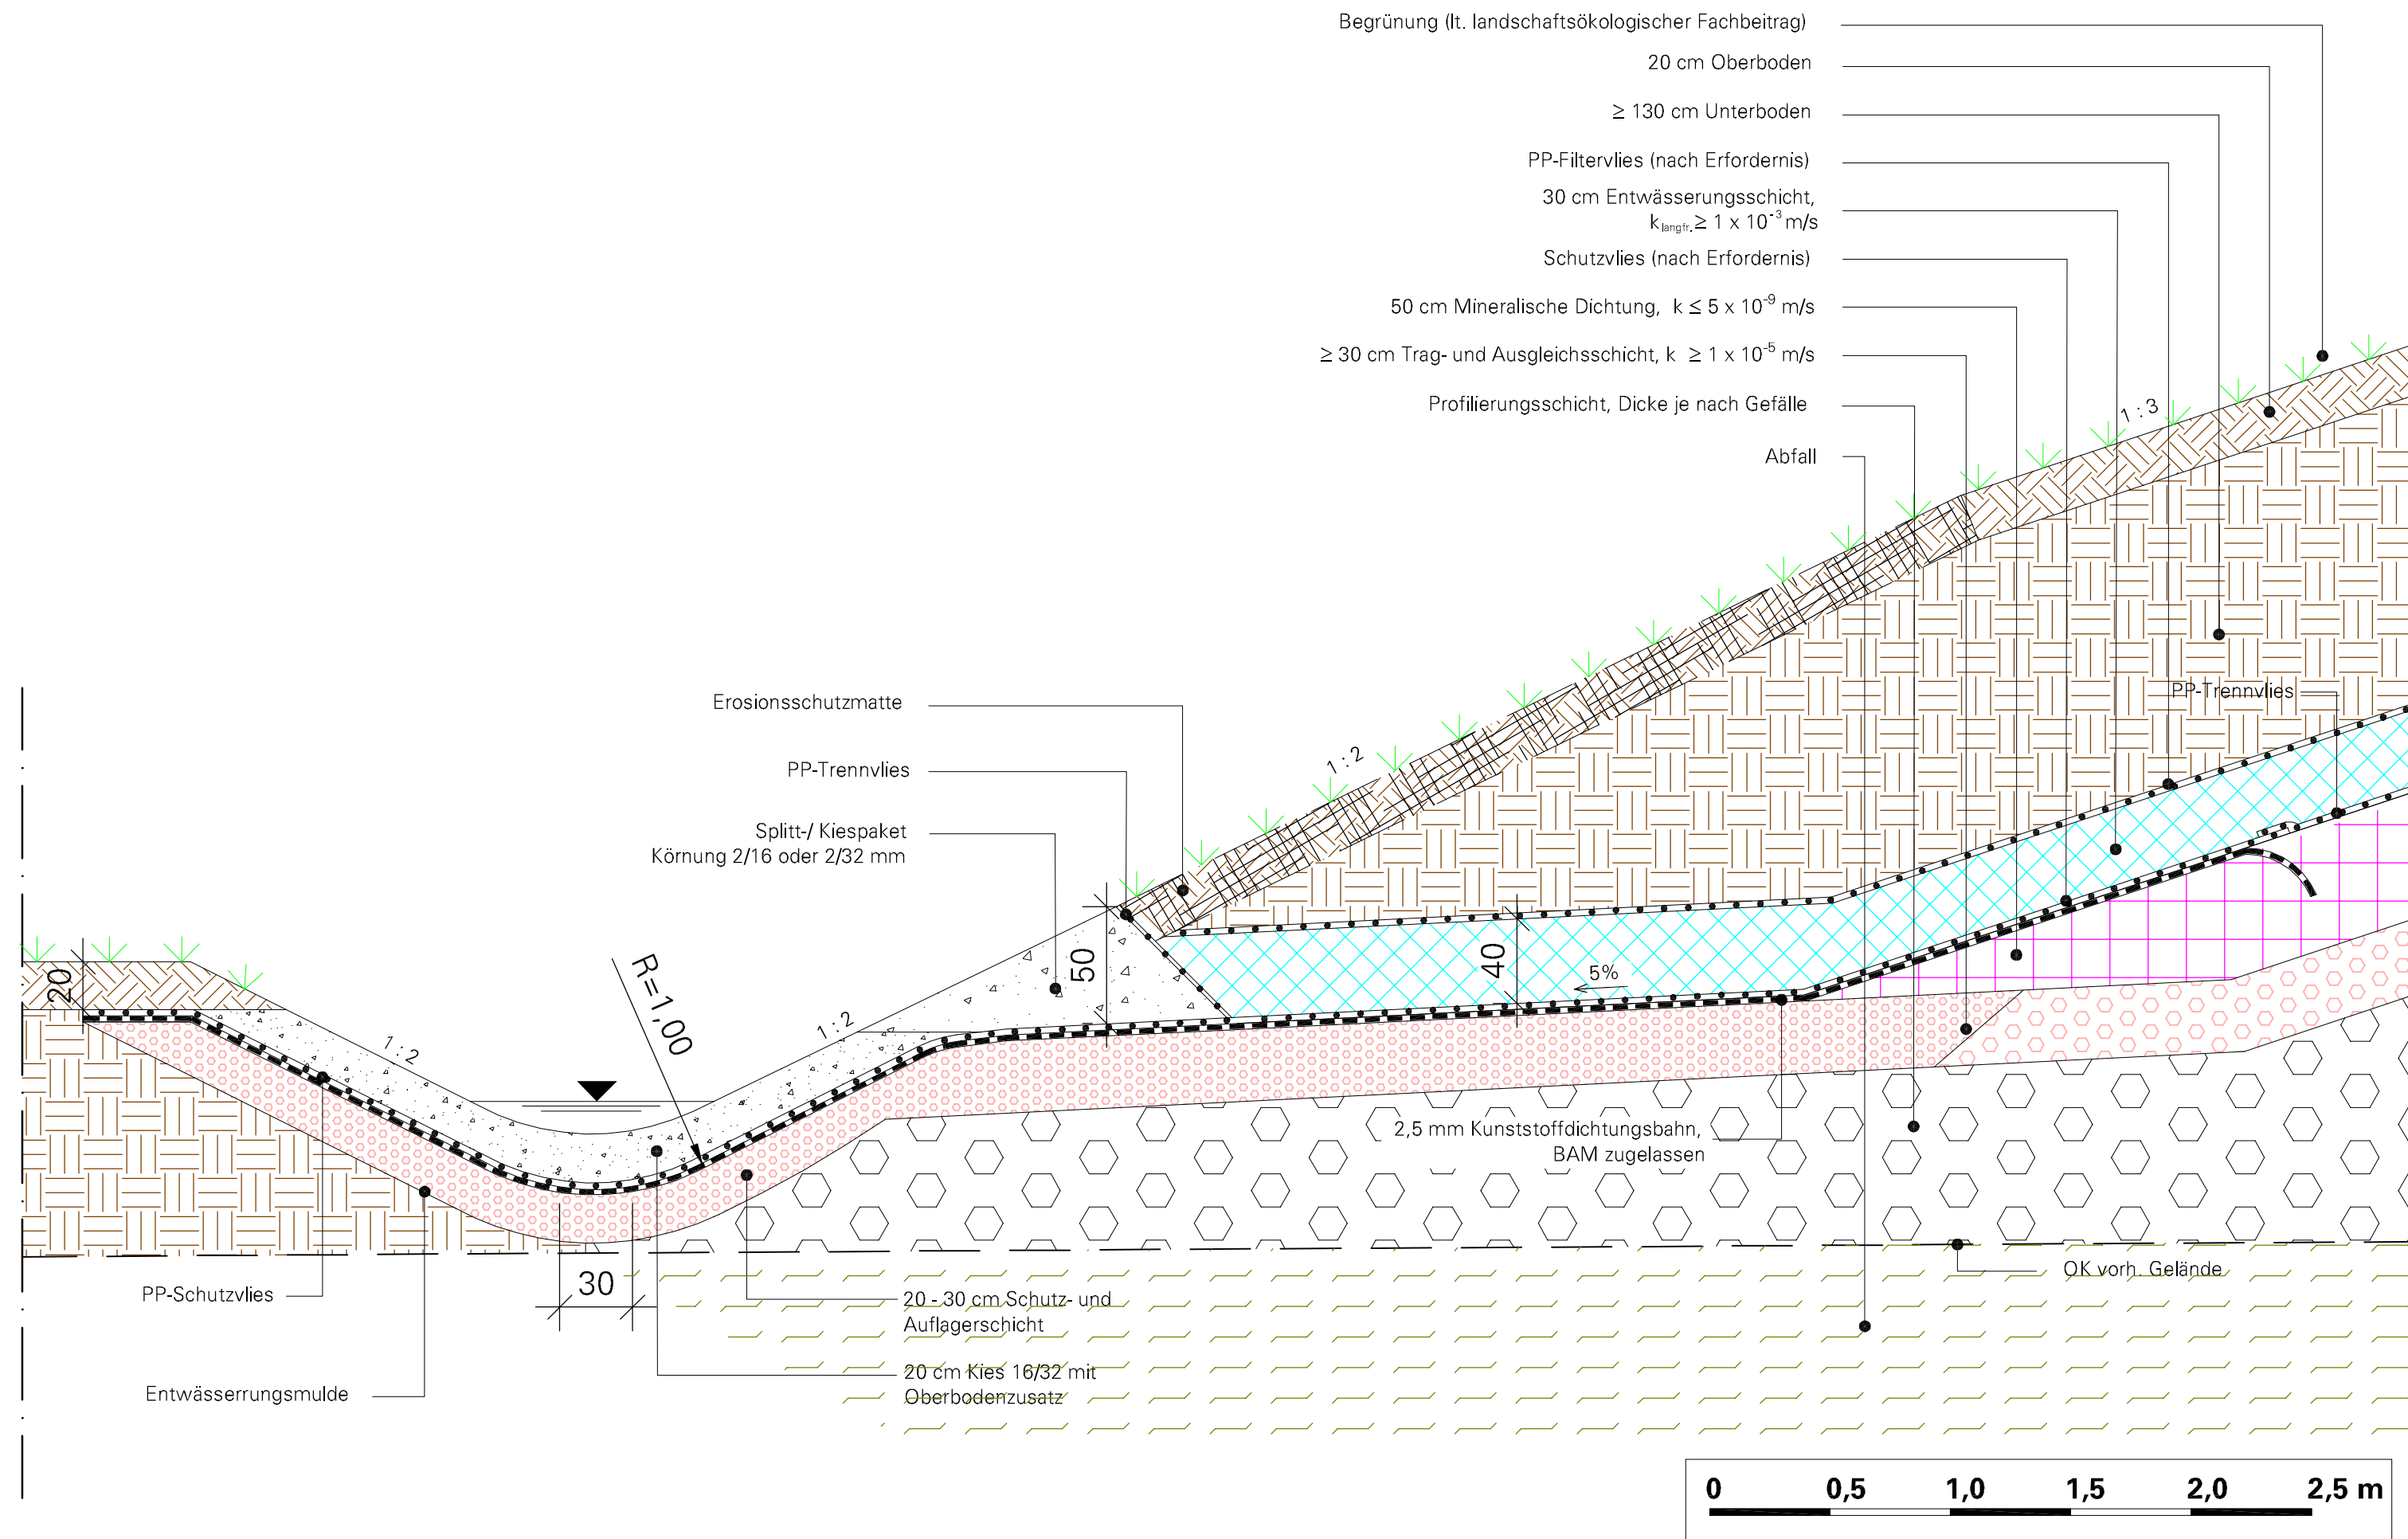 Begrünung (lt. landschaftsökologischer Fachbeitrag)
20 cm Oberboden
≥ 130 cm Unterboden
PP-Filtervlies (nach Erfordernis)
30 cm Entwässerungsschicht,
k langfr. ≥ 1 x 10⁻³ m/s
Schutzvlies (nach Erfordernis)
50 cm Mineralische Dichtung, k ≤ 5 x 10⁻⁹ m/s
≥ 30 cm Trag- und Ausgleichsschicht, k ≥ 1 x 10⁻⁵ m/s
Profilierungsschicht, Dicke je nach Gefälle
Abfall
1 : 3
PP-Trennvlies
Erosionsschutzmatte
1 : 2
PP-Trennvlies
Splitt-/ Kiespaket
Körnung 2/16 oder 2/32 mm
20
R=1,00
50
40
5%
1 : 2
1 : 2
2,5 mm Kunststoffdichtungsbahn,
BAM zugelassen
OK vorh. Gelände
30
PP-Schutzvlies
20 - 30 cm Schutz- und
Auflagerschicht
20 cm Kies 16/32 mit
Oberbodenzusatz
Entwässerrungsmulde
0 0,5 1,0 1,5 2,0 2,5 m